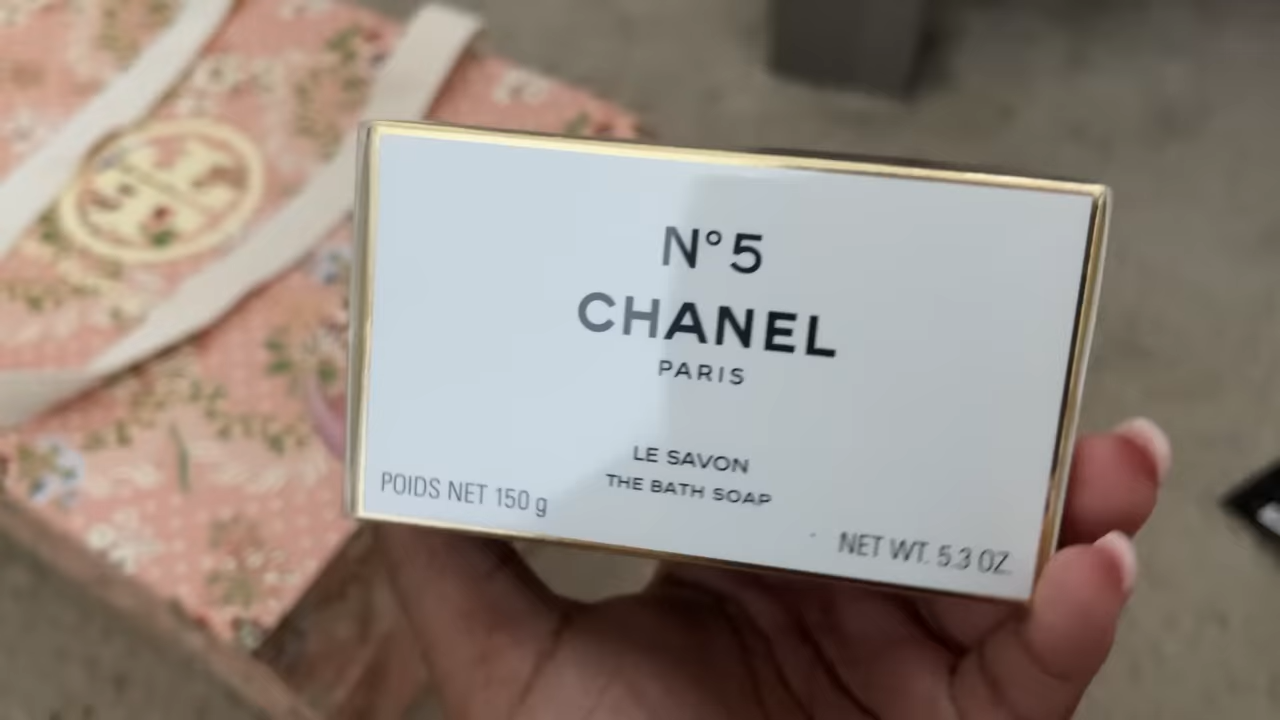 N°5
CHANEL
PARIS
LE SAVON
THE BATH SOAP
POIDS NET 150 g
NET WT. 5.3 OZ.